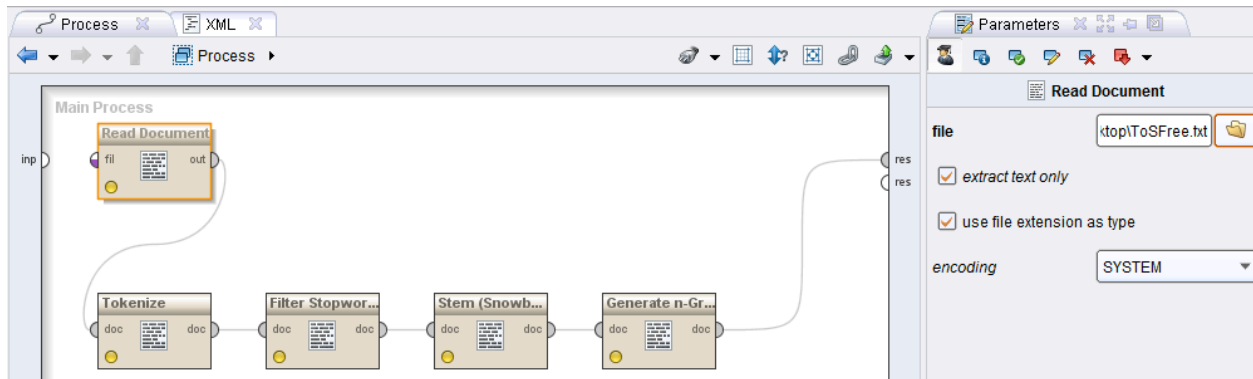 Process
XML
Process
Main Process
Read Document
inp
fil
out
res
res
Tokenize
doc
doc
Filter Stopwor...
doc
doc
Stem (Snowb...
doc
doc
Generate n-Gr...
doc
doc
Parameters
Read Document
file
ktop\ToSFree.txt
extract text only
use file extension as type
encoding
SYSTEM